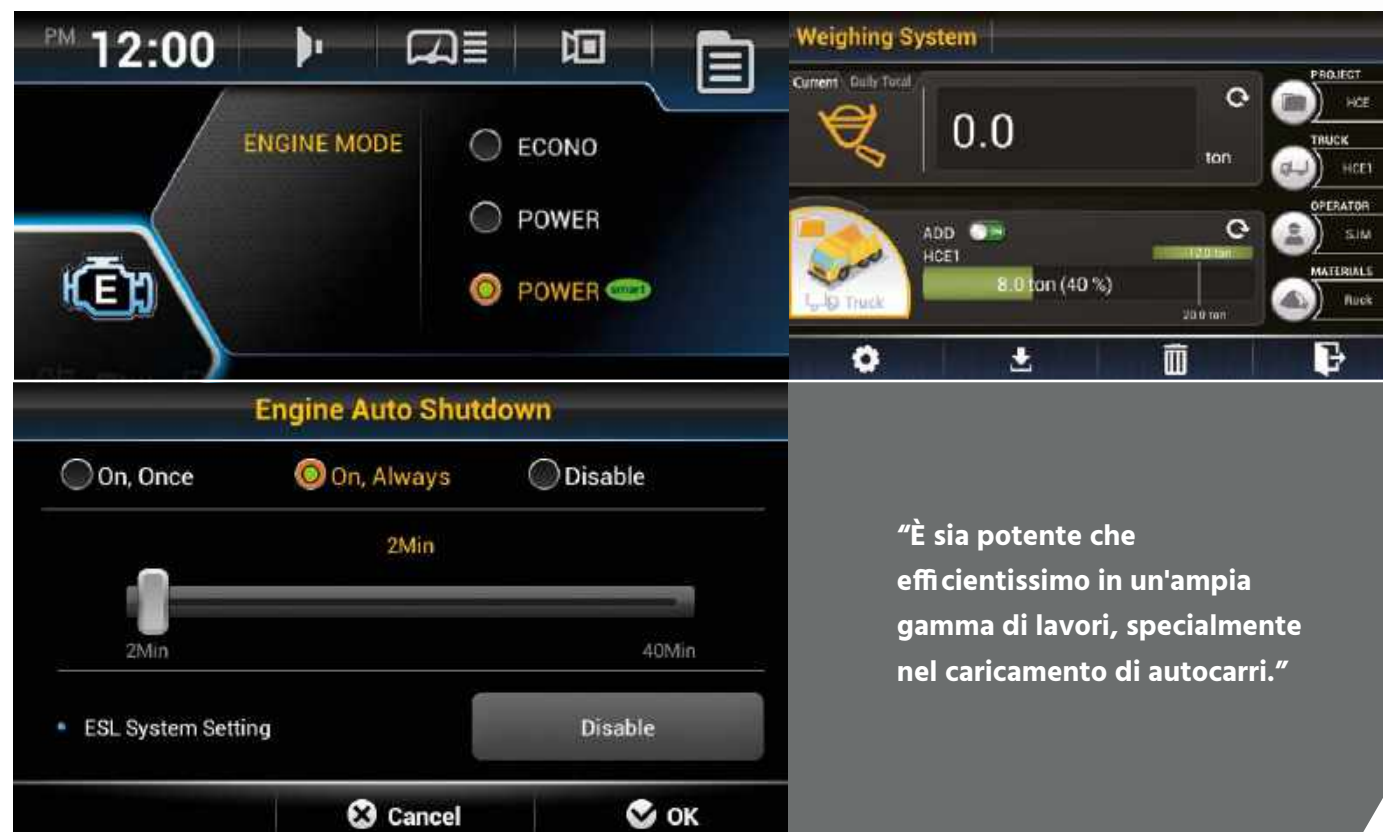 PM 12:00
ENGINE MODE
ECONO
POWER
POWER smart
E
Weighing System
Current Daily Total
0.0
ton
ADD ON
HCE1
12.0 ton
8.0 ton (40 %)
20.0 ton
Truck
PROJECT
HCE
TRUCK
HCE1
OPERATOR
SJM
MATERIALS
Rock
Engine Auto Shutdown
On, Once
On, Always
Disable
2Min
2Min
40Min
• ESL System Setting
Disable
Cancel
OK
“È sia potente che
efficientissimo in un'ampia
gamma di lavori, specialmente
nel caricamento di autocarri.”